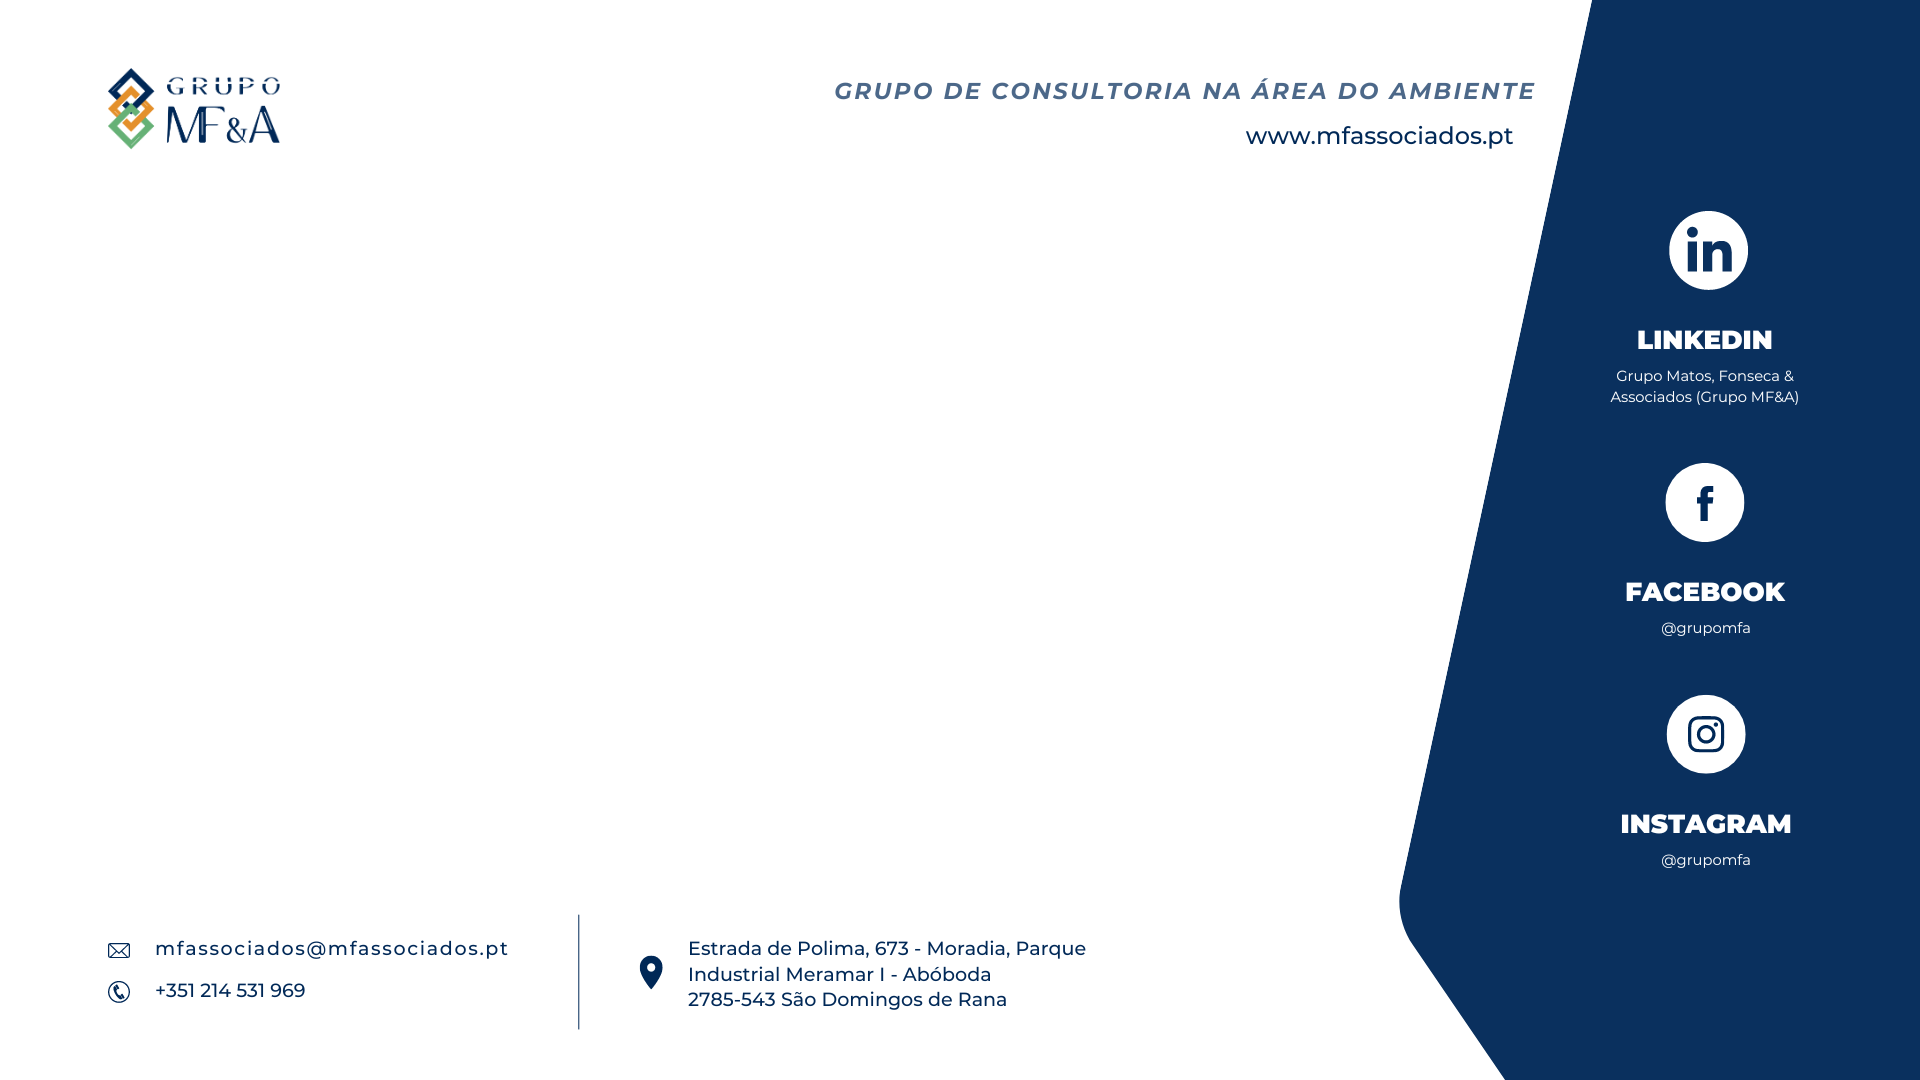 GRUPO
MF&A
GRUPO DE CONSULTORIA NA ÁREA DO AMBIENTE
www.mfassociados.pt
LINKEDIN
Grupo Matos, Fonseca &
Associados (Grupo MF&A)
FACEBOOK
@grupomfa
INSTAGRAM
@grupomfa
mfassociados@mfassociados.pt
+351 214 531 969
Estrada de Polima, 673 - Moradia, Parque
Industrial Meramar I - Abóboda
2785-543 São Domingos de Rana